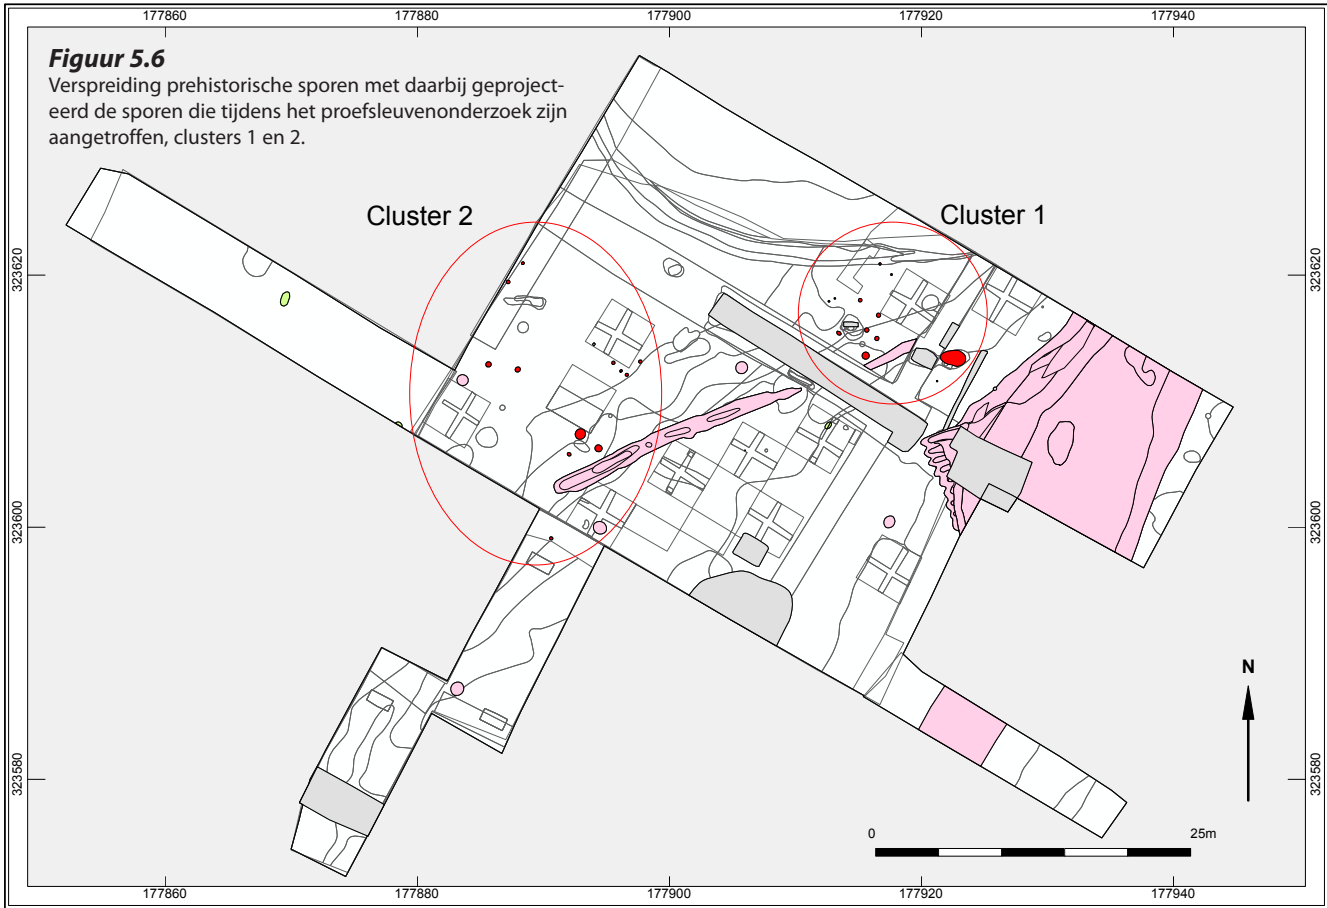 177860 177880 177900 177920 177940
Figuur 5.6
Verspreiding prehistorische sporen met daarbij geproject-
eerd de sporen die tijdens het proefsleuvenonderzoek zijn
aangetroffen, clusters 1 en 2.
Cluster 2
Cluster 1
323620 323620
323600 323600
N
323580 323580
0 25m
177860 177880 177900 177920 177940